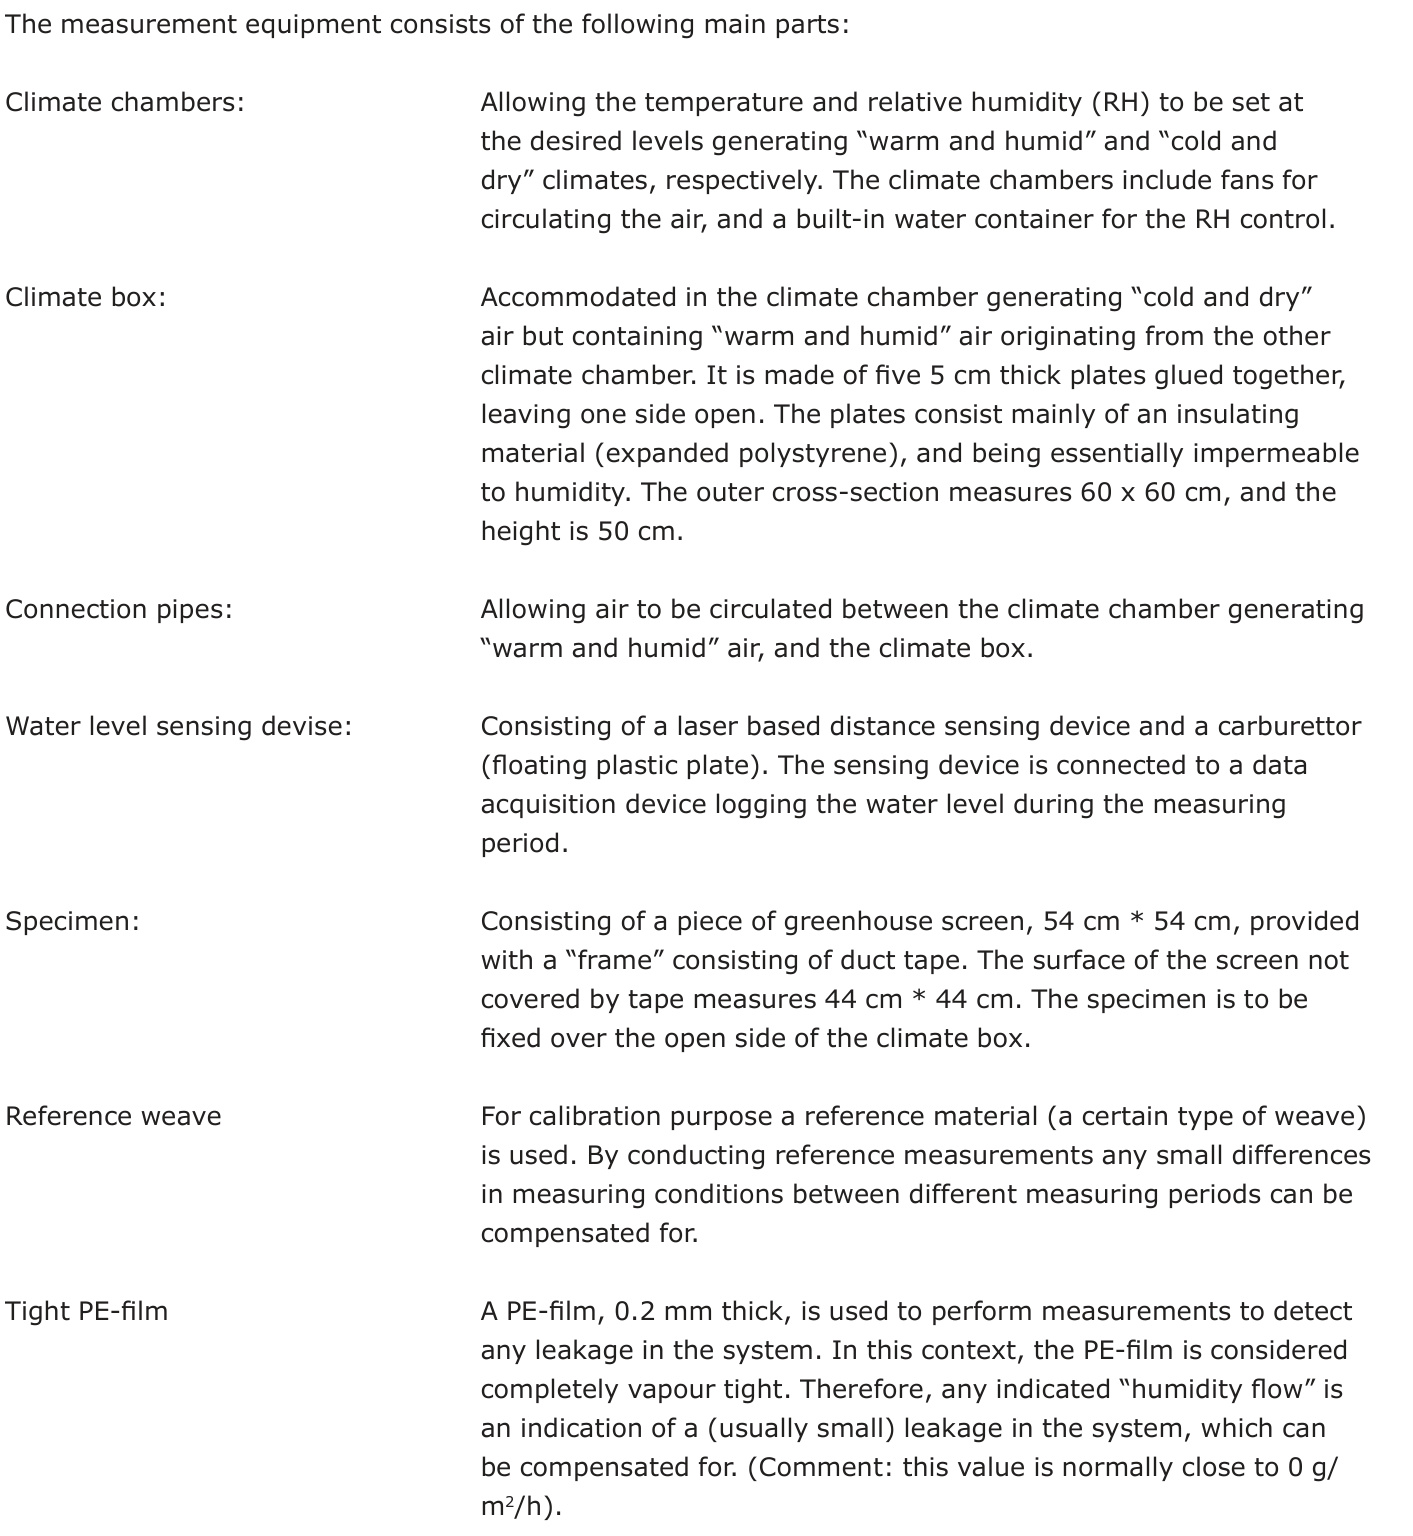 The measurement equipment consists of the following main parts:
Climate chambers:
Allowing the temperature and relative humidity (RH) to be set at
the desired levels generating “warm and humid” and “cold and
dry” climates, respectively. The climate chambers include fans for
circulating the air, and a built-in water container for the RH control.
Climate box:
Accommodated in the climate chamber generating “cold and dry”
air but containing “warm and humid” air originating from the other
climate chamber. It is made of five 5 cm thick plates glued together,
leaving one side open. The plates consist mainly of an insulating
material (expanded polystyrene), and being essentially impermeable
to humidity. The outer cross-section measures 60 x 60 cm, and the
height is 50 cm.
Connection pipes:
Allowing air to be circulated between the climate chamber generating
“warm and humid” air, and the climate box.
Water level sensing devise:
Consisting of a laser based distance sensing device and a carburettor
(floating plastic plate). The sensing device is connected to a data
acquisition device logging the water level during the measuring
period.
Specimen:
Consisting of a piece of greenhouse screen, 54 cm * 54 cm, provided
with a “frame” consisting of duct tape. The surface of the screen not
covered by tape measures 44 cm * 44 cm. The specimen is to be
fixed over the open side of the climate box.
Reference weave
For calibration purpose a reference material (a certain type of weave)
is used. By conducting reference measurements any small differences
in measuring conditions between different measuring periods can be
compensated for.
Tight PE-film
A PE-film, 0.2 mm thick, is used to perform measurements to detect
any leakage in the system. In this context, the PE-film is considered
completely vapour tight. Therefore, any indicated “humidity flow” is
an indication of a (usually small) leakage in the system, which can
be compensated for. (Comment: this value is normally close to 0 g/
m²/h).